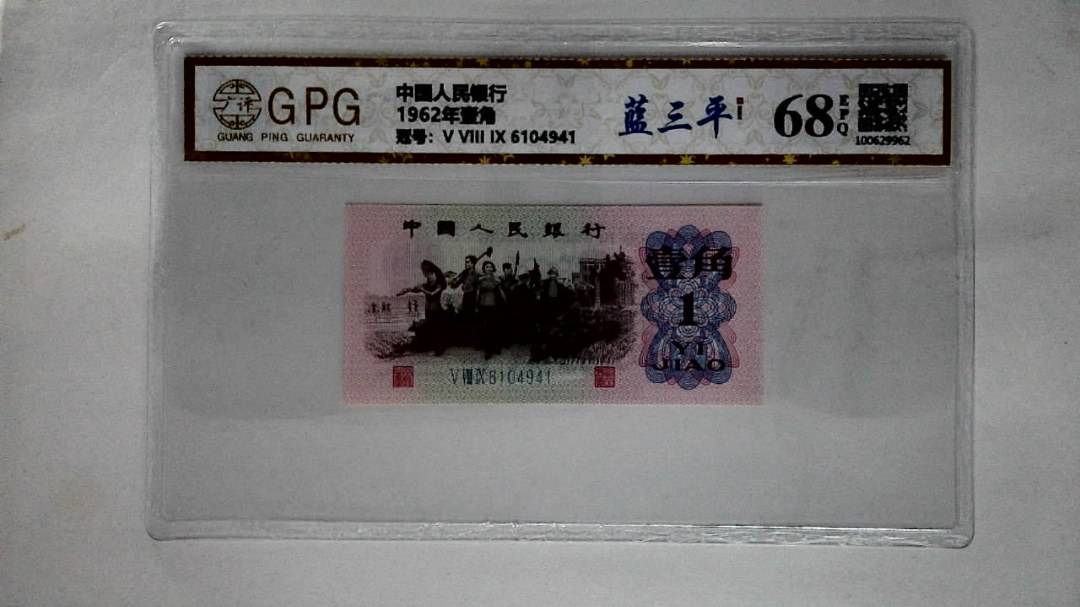 广评
GPG
GUANG PING GUARANTY
中國人民銀行
1962年壹角
冠号: V VIII IX 6104941
蓝三平
68
EPQ
100629962
中國人民銀行
壹角
1
YI
JIAO
V VIII IX 6104941